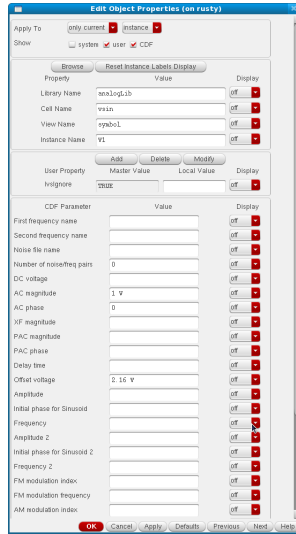 Edit Object Properties (on rusty)
Apply To only current instance
Show system user CDF
Browse Reset Instance Labels Display
Property Value Display
Library Name analogLib off
Cell Name vsin off
View Name symbol off
Instance Name V1 off
Add Delete Modify
User Property Master Value Local Value Display
lvsIgnore TRUE off
CDF Parameter Value Display
First frequency name off
Second frequency name off
Noise file name off
Number of noise/freq pairs 0 off
DC voltage off
AC magnitude 1 V off
AC phase 0 off
XF magnitude off
PAC magnitude off
PAC phase off
Delay time off
Offset voltage 2.16 V off
Amplitude off
Initial phase for Sinusoid off
Frequency off
Amplitude 2 off
Initial phase for Sinusoid 2 off
Frequency 2 off
FM modulation index off
FM modulation frequency off
AM modulation index off
OK Cancel Apply Defaults Previous Next Help